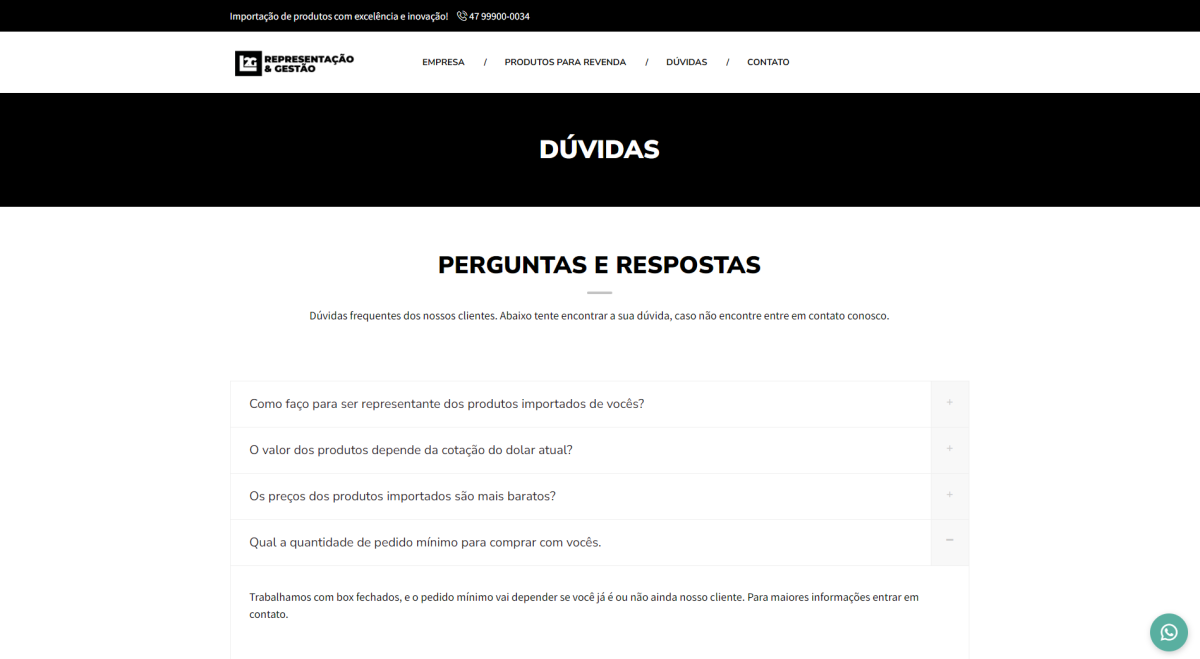 Importação de produtos com excelência e inovação! 47 99900-0034
L2G REPRESENTAÇÃO
& GESTÃO
EMPRESA / PRODUTOS PARA REVENDA / DÚVIDAS / CONTATO
DÚVIDAS
PERGUNTAS E RESPOSTAS
Dúvidas frequentes dos nossos clientes. Abaixo tente encontrar a sua dúvida, caso não encontre entre em contato conosco.
Como faço para ser representante dos produtos importados de vocês? +
O valor dos produtos depende da cotação do dolar atual? +
Os preços dos produtos importados são mais baratos? +
Qual a quantidade de pedido mínimo para comprar com vocês. −
Trabalhamos com box fechados, e o pedido mínimo vai depender se você já é ou não ainda nosso cliente. Para maiores informações entrar em
contato.